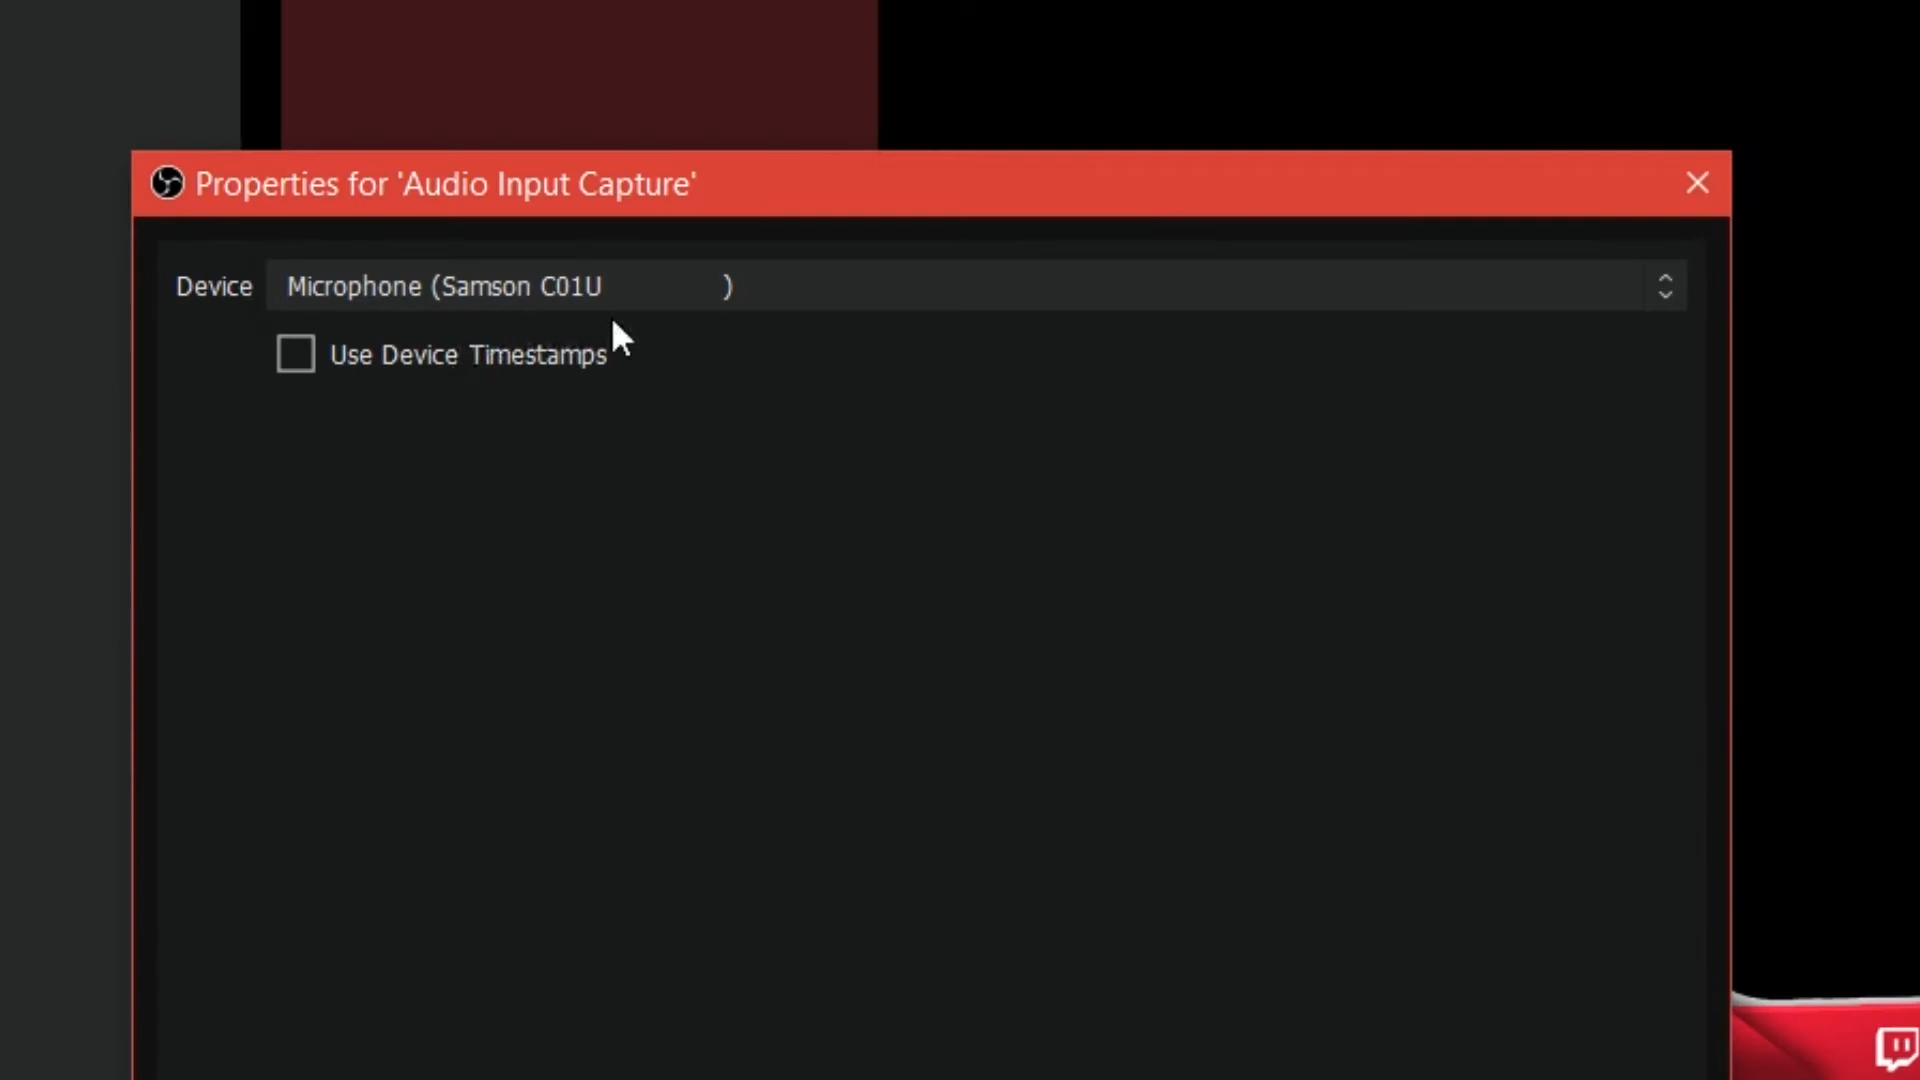 Properties for 'Audio Input Capture'
Device Microphone (Samson C01U )
Use Device Timestamps